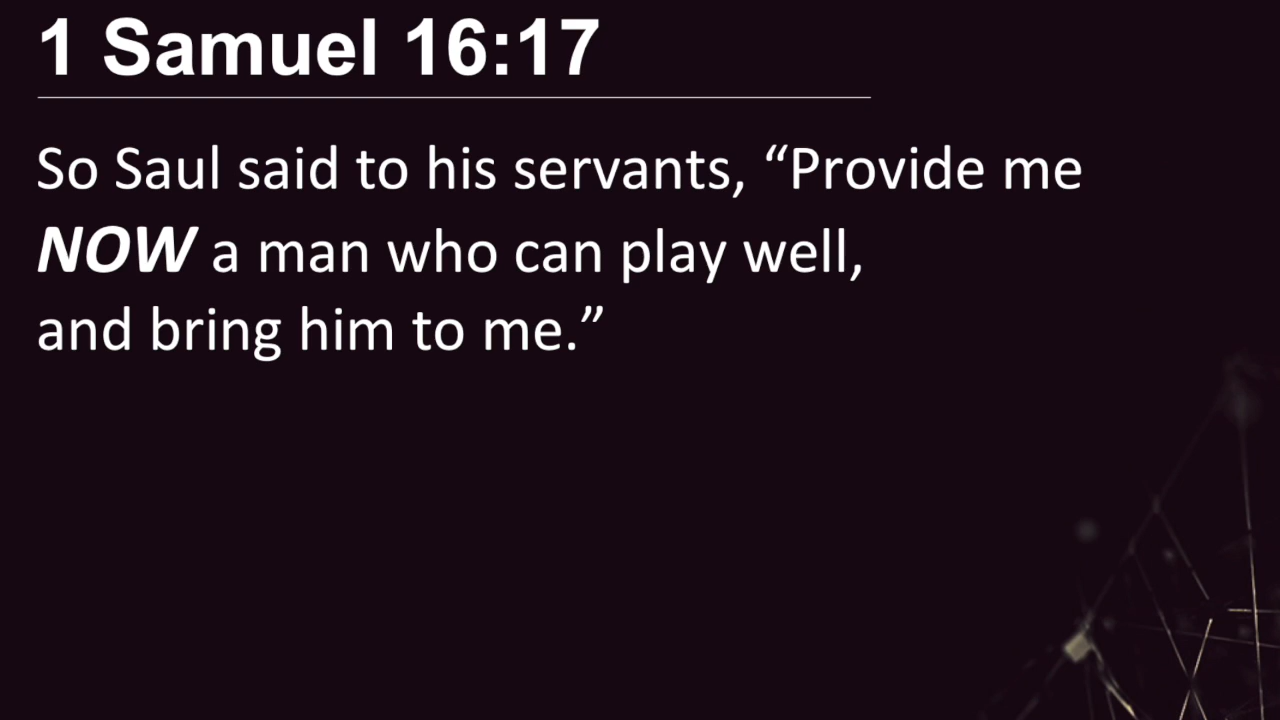 1 Samuel 16:17
So Saul said to his servants, “Provide me
NOW a man who can play well,
and bring him to me.”